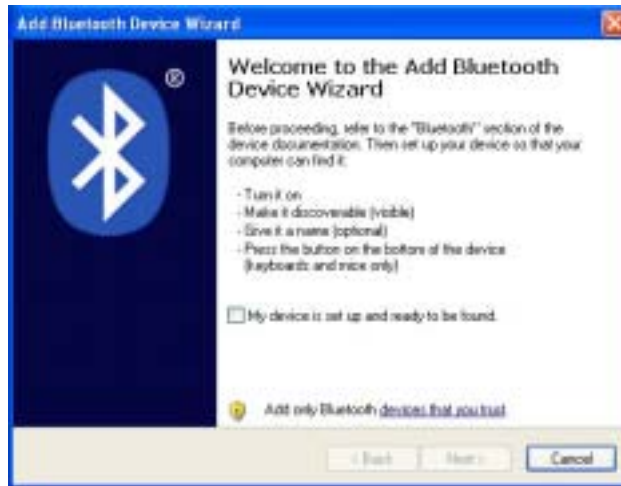 Add Bluetooth Device Wizard
®
Welcome to the Add Bluetooth
Device Wizard
Before proceeding, refer to the "Bluetooth" section of the
device documentation. Then set up your device so that your
computer can find it:
- Turn it on
- Make it discoverable (visible)
- Give it a name (optional)
- Press the button on the bottom of the device
(keyboards and mice only)
My device is set up and ready to be found.
Add only Bluetooth devices that you trust
< Back
Next >
Cancel